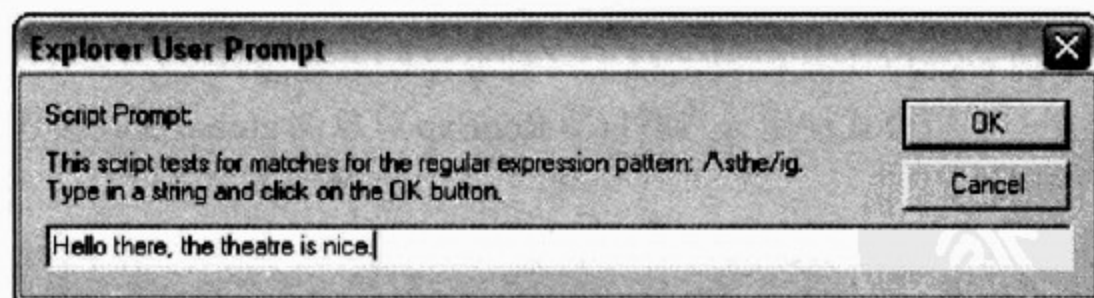 Explorer User Prompt
Script Prompt:
OK
This script tests for matches for the regular expression pattern: /\sthe/ig.
Type in a string and click on the OK button.
Cancel
Hello there, the theatre is nice.